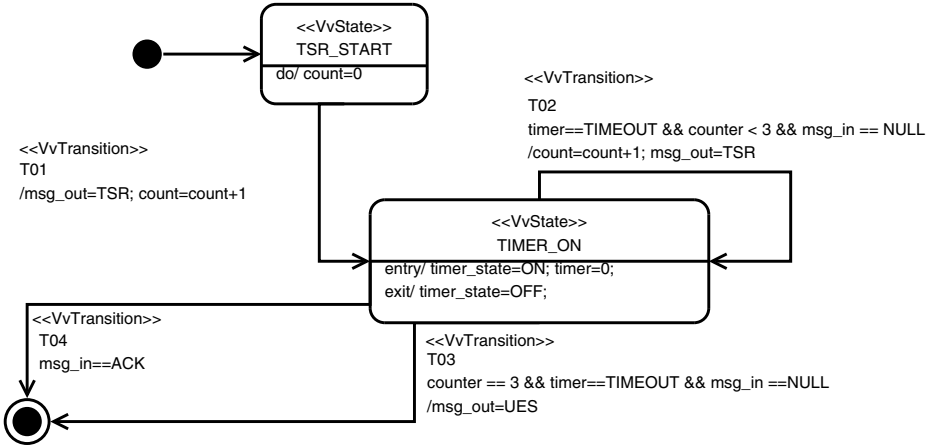 <<VvState>>
TSR_START
do/ count=0
<<VvTransition>>
T02
timer==TIMEOUT && counter < 3 && msg_in == NULL
/count=count+1; msg_out=TSR
<<VvTransition>>
T01
/msg_out=TSR; count=count+1
<<VvState>>
TIMER_ON
entry/ timer_state=ON; timer=0;
exit/ timer_state=OFF;
<<VvTransition>>
T04
msg_in==ACK
<<VvTransition>>
T03
counter == 3 && timer==TIMEOUT && msg_in ==NULL
/msg_out=UES